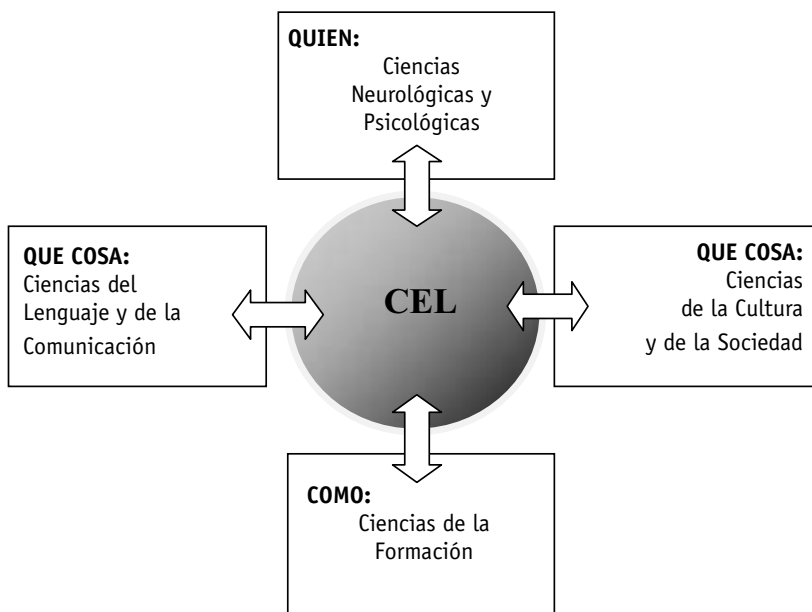 QUIEN:
Ciencias
Neurológicas y
Psicológicas
QUE COSA:
Ciencias del
Lenguaje y de la
Comunicación
CEL
QUE COSA:
Ciencias
de la Cultura
y de la Sociedad
COMO:
Ciencias de la
Formación